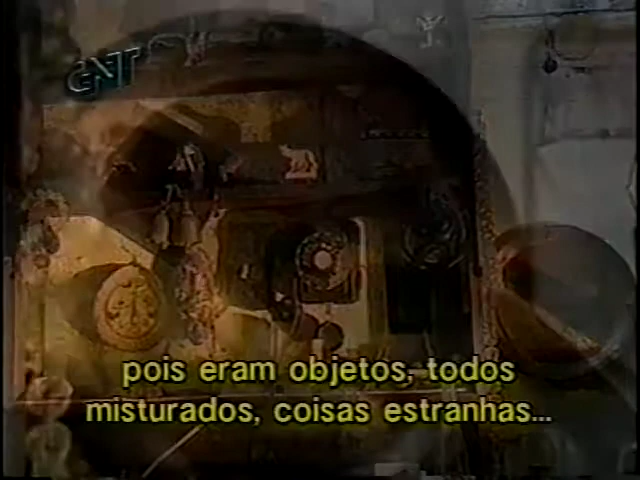 GNT
pois eram objetos, todos
misturados, coisas estranhas...